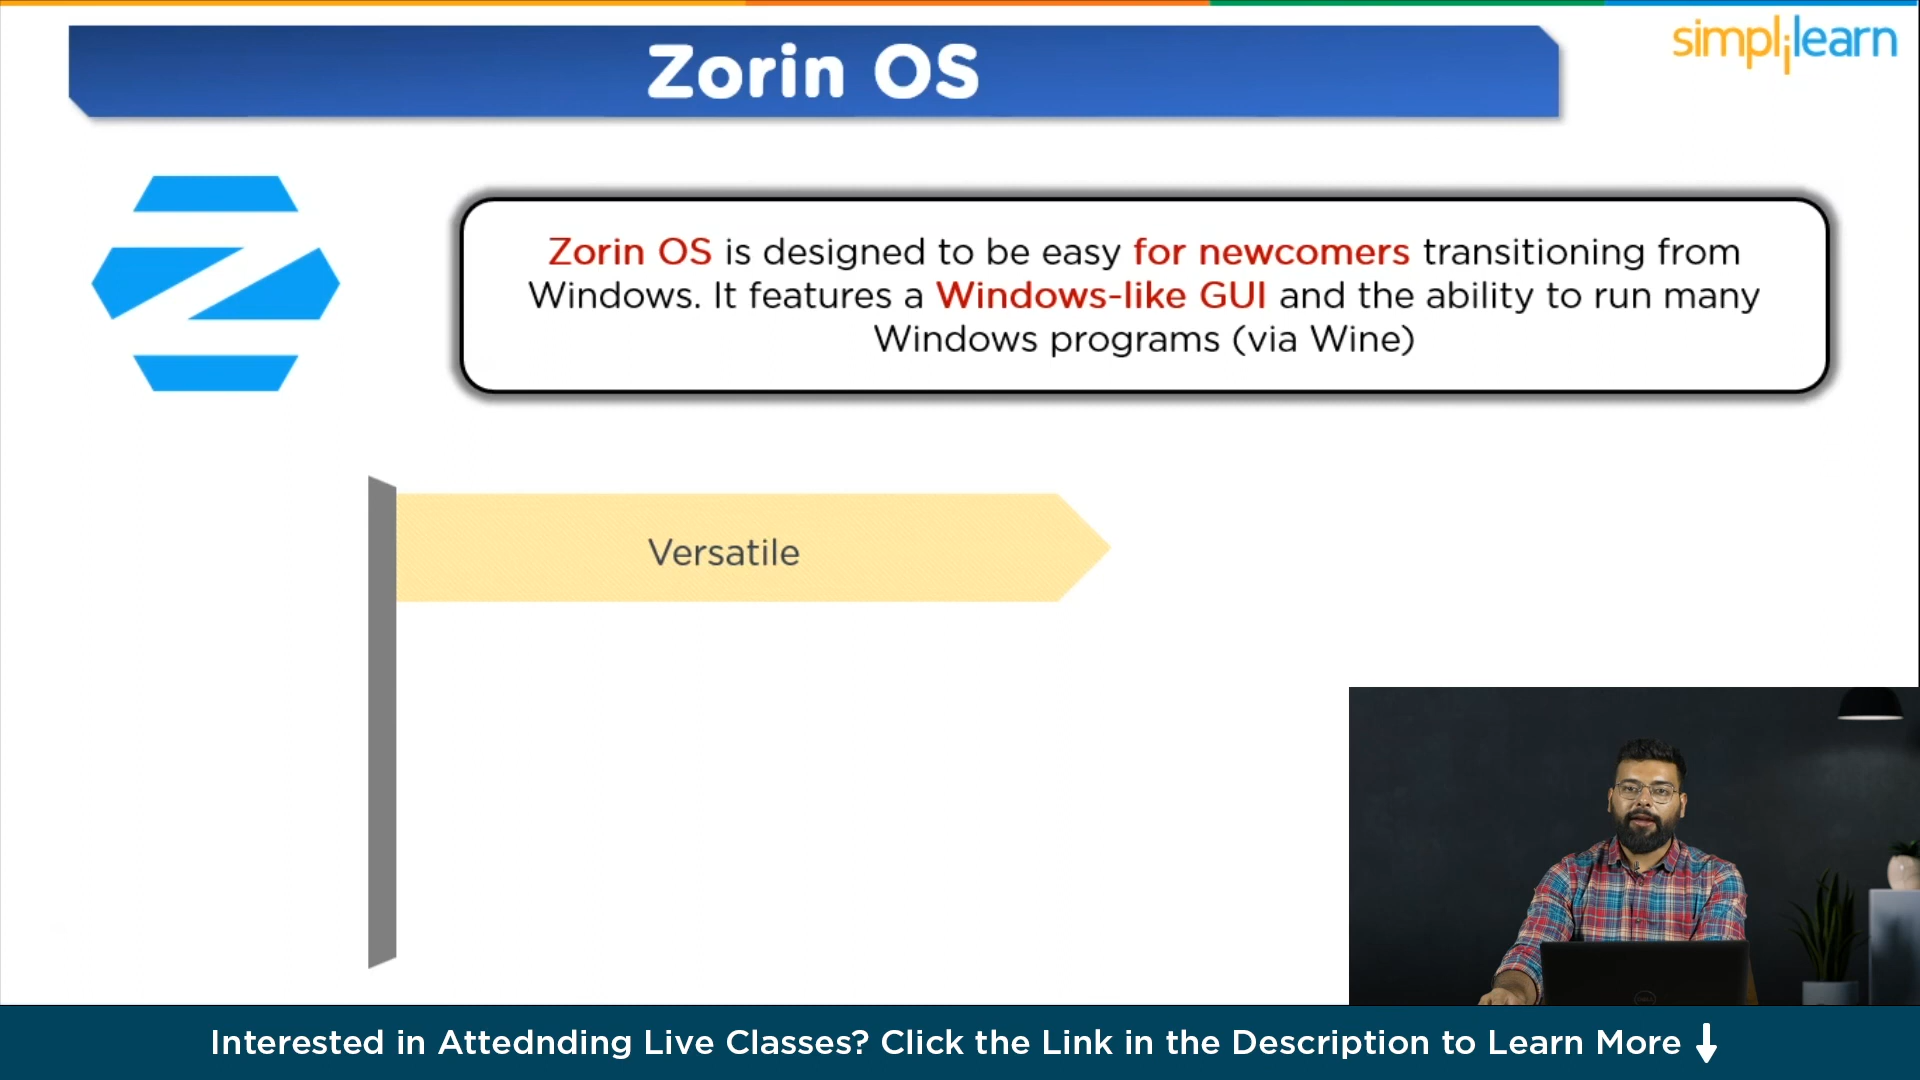 Zorin OS
simplilearn
Zorin OS is designed to be easy for newcomers transitioning from
Windows. It features a Windows-like GUI and the ability to run many
Windows programs (via Wine)
Versatile
Interested in Attednding Live Classes? Click the Link in the Description to Learn More